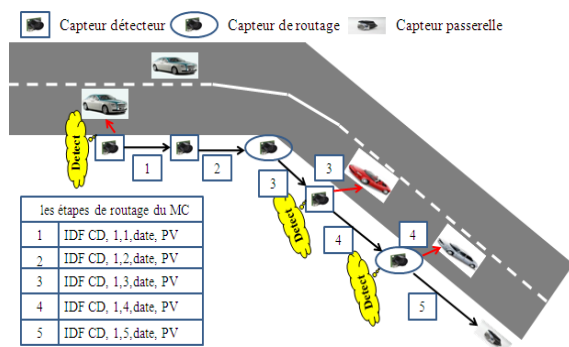 Capteur détecteur
Capteur de routage
Capteur passerelle
Detect
1
2
3
3
Detect
4
4
Detect
5
les étapes de routage du MC
1 IDF CD, 1,1,date, PV
2 IDF CD, 1,2,date, PV
3 IDF CD, 1,3,date, PV
4 IDF CD, 1,4,date, PV
5 IDF CD, 1,5,date, PV